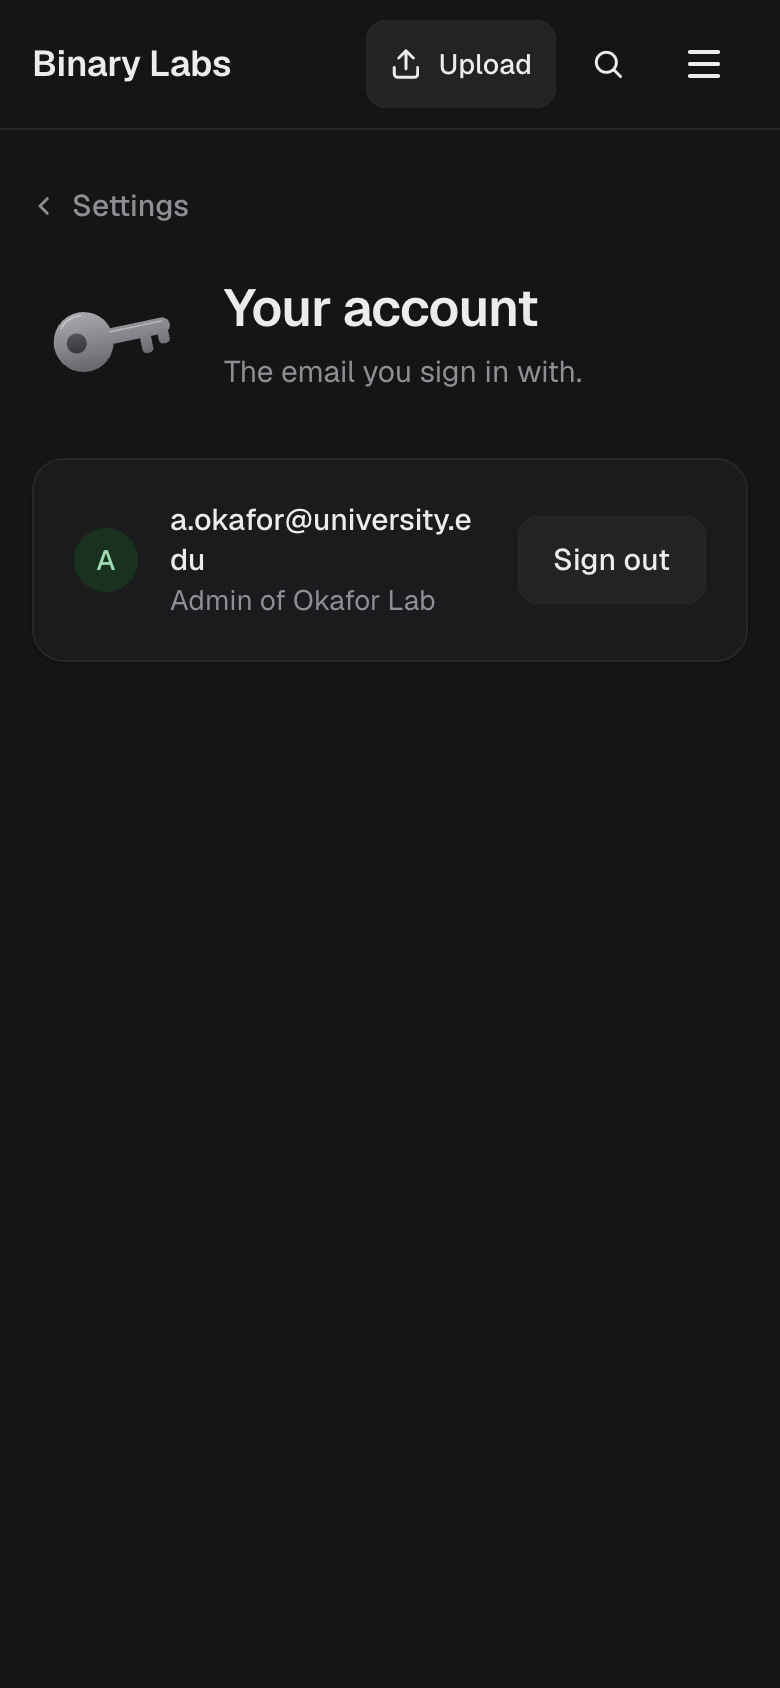 Binary Labs
Upload
Settings
Your account
The email you sign in with.
A
a.okafor@university.e
du
Admin of Okafor Lab
Sign out